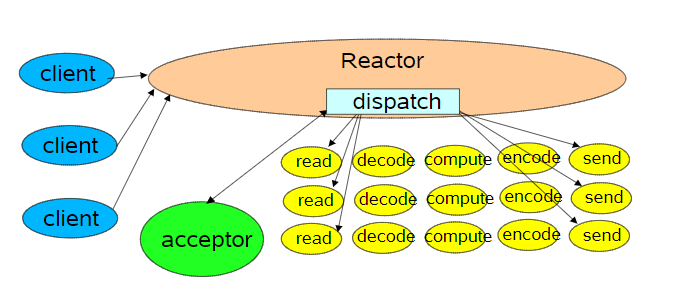 Reactor
client
dispatch
client
read decode compute encode send
read decode compute encode send
client
acceptor
read decode compute encode send